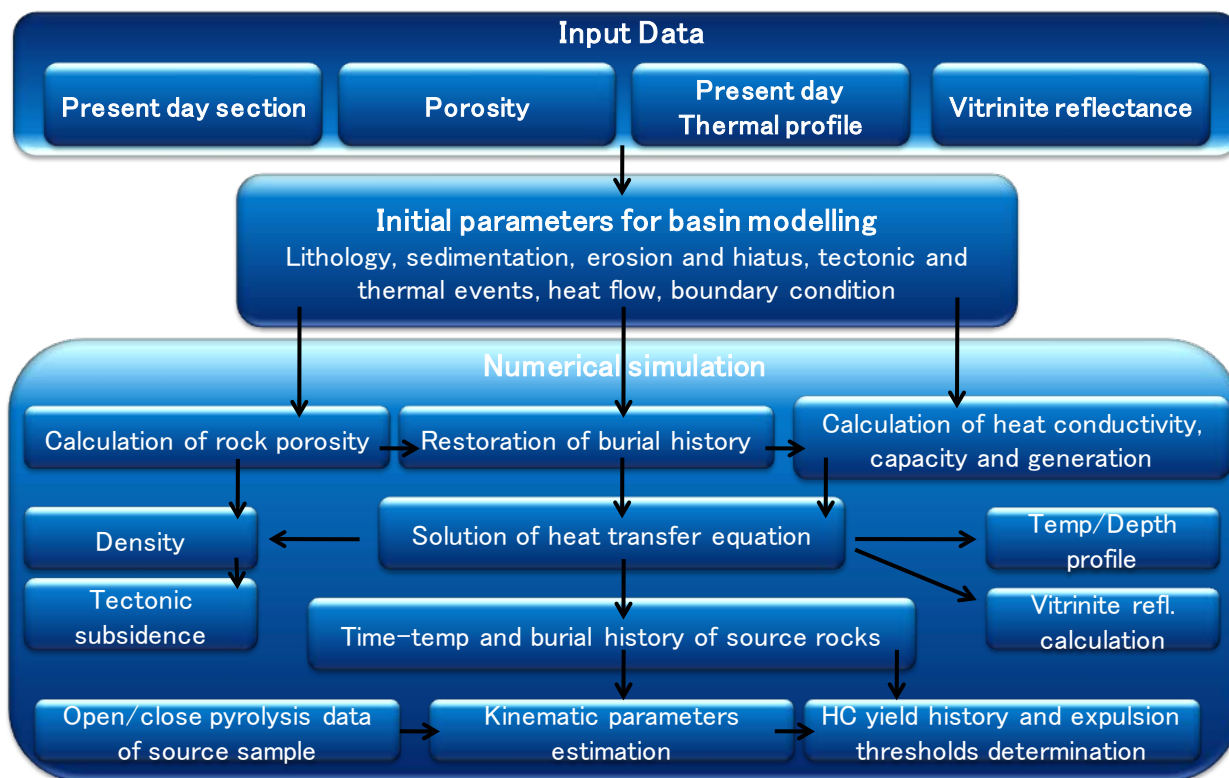 Input Data
Present day section
Porosity
Present day
Thermal profile
Vitrinite reflectance
Initial parameters for basin modelling
Lithology, sedimentation, erosion and hiatus, tectonic and
thermal events, heat flow, boundary condition
Numerical simulation
Calculation of rock porosity
Restoration of burial history
Calculation of heat conductivity,
capacity and generation
Density
Solution of heat transfer equation
Temp/Depth
profile
Tectonic
subsidence
Vitrinite refl.
calculation
Time-temp and burial history of source rocks
Open/close pyrolysis data
of source sample
Kinematic parameters
estimation
HC yield history and expulsion
thresholds determination